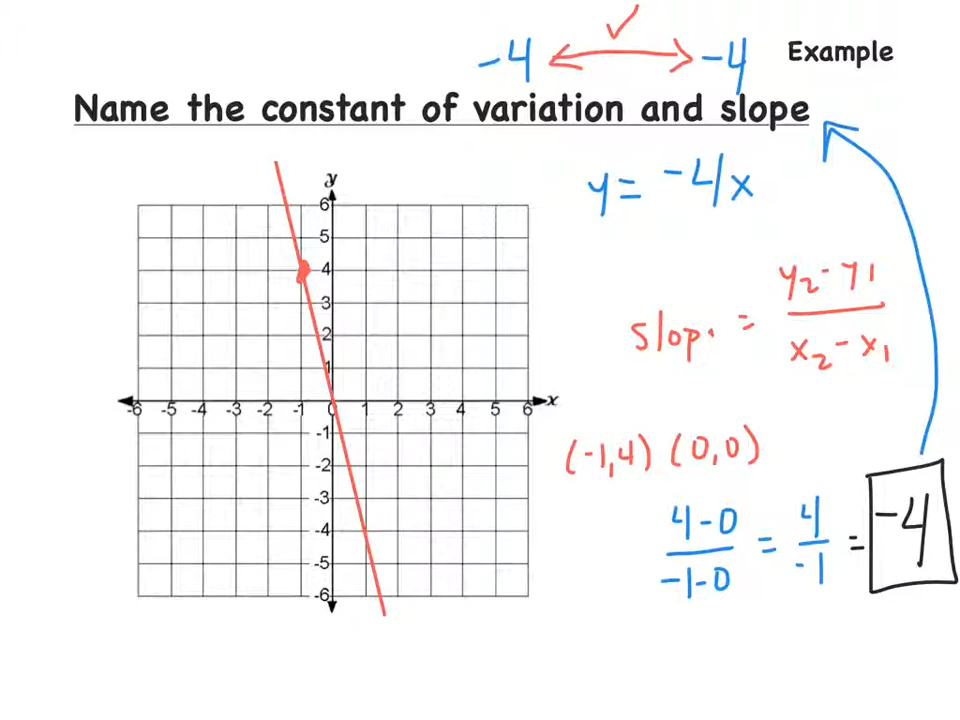 -4 ↔ -4 ✓ Example
Name the constant of variation and slope
y = -4/x
slope = y₂ - y₁ / x₂ - x₁
y
6
5
4
3
2
1
-6 -5 -4 -3 -2 -1 0 1 2 3 4 5 6 x
-1
-2
-3
-4
-5
-6
(-1,4) (0,0)
4-0 / -1-0 = 4 / -1 = -4